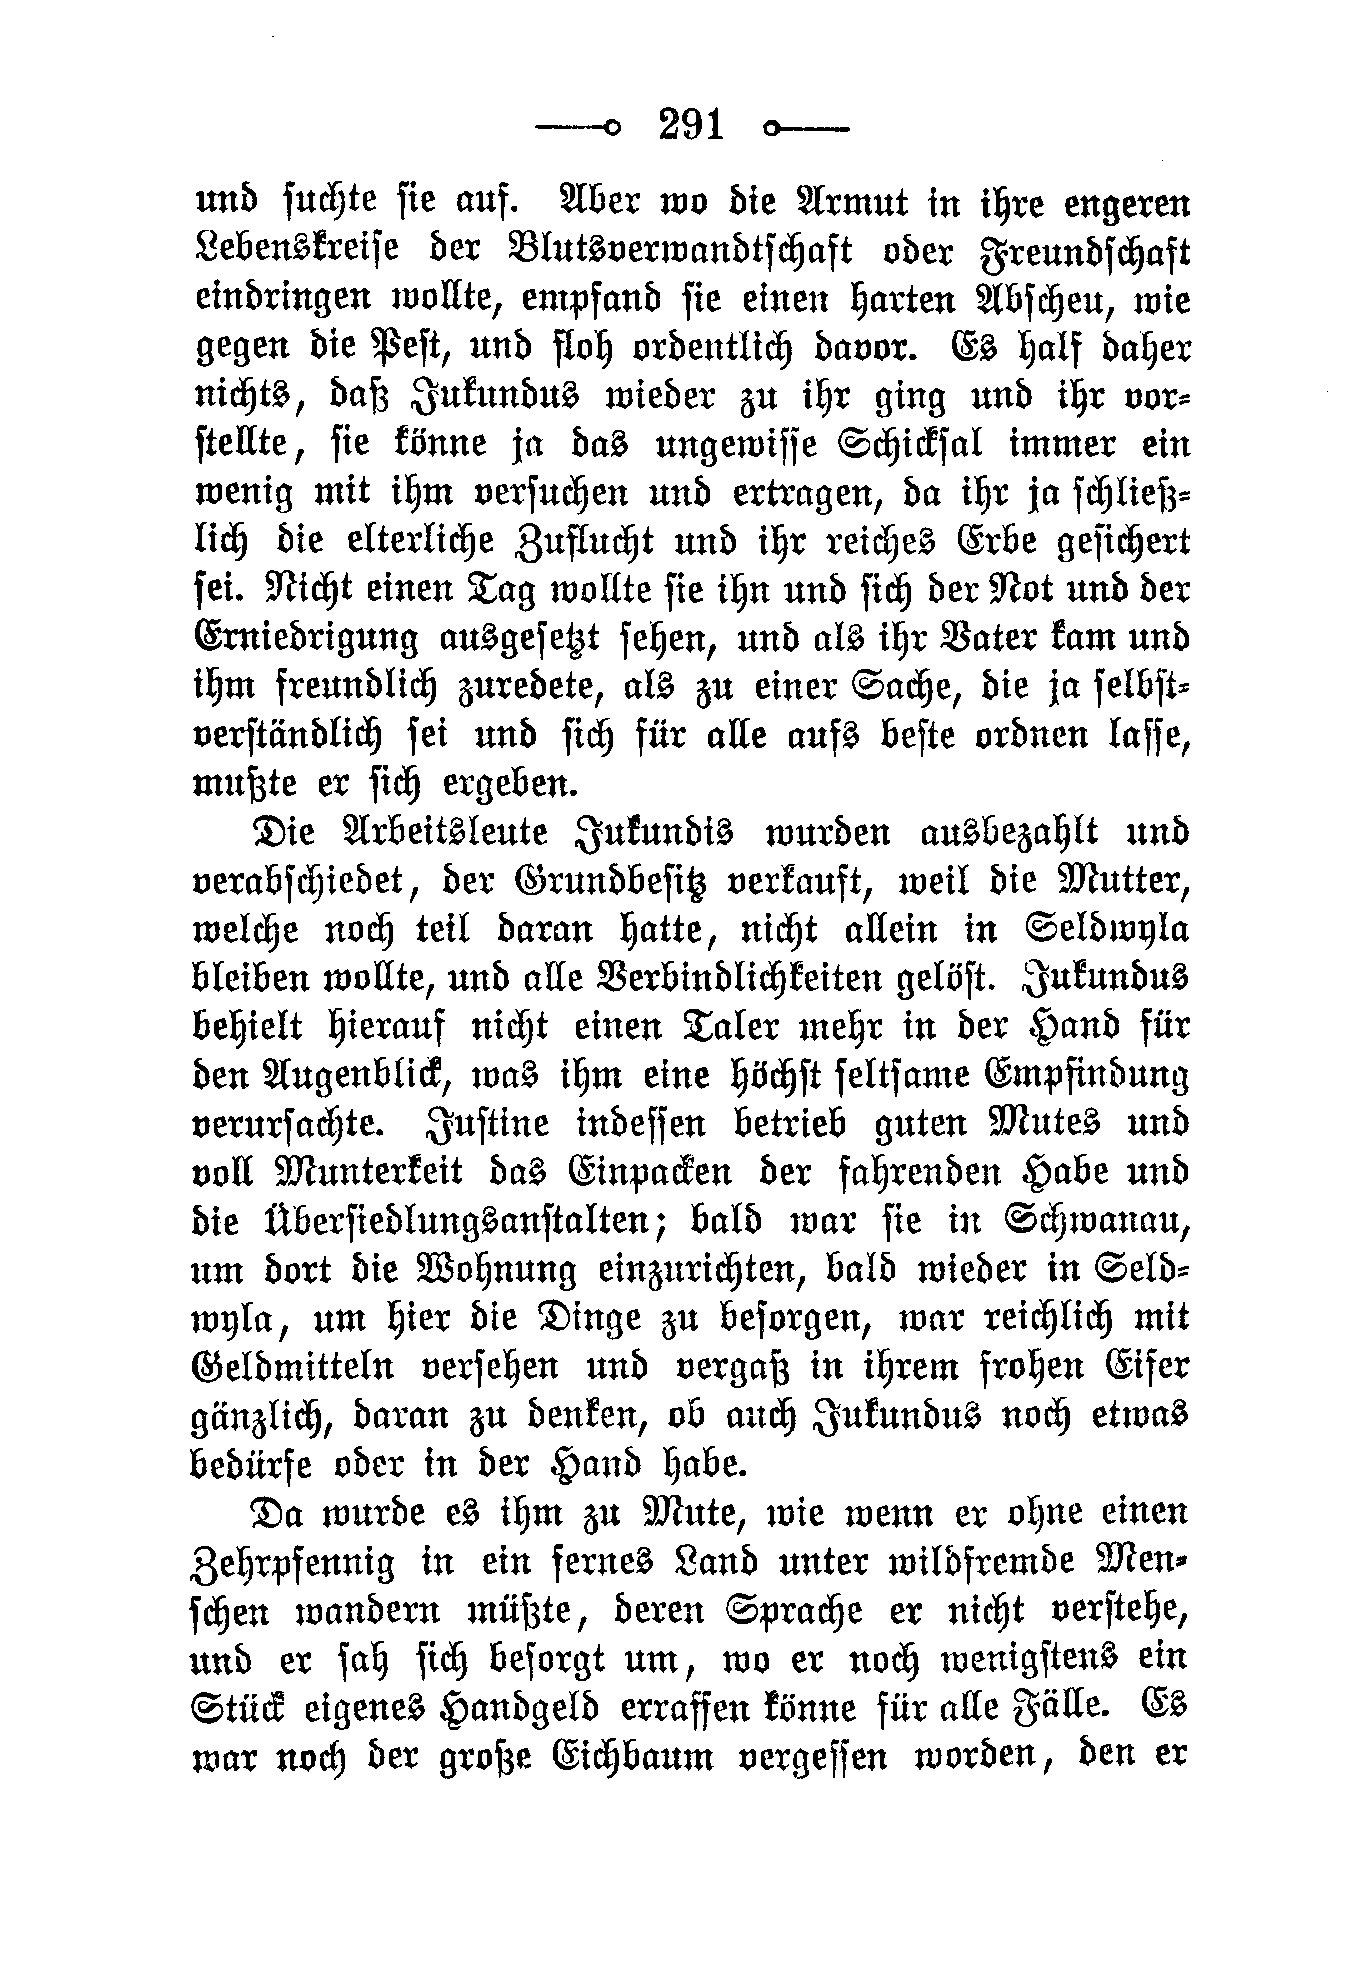 291
und suchte sie auf. Aber wo die Armut in ihre engeren
Lebenskreise der Blutsverwandtschaft oder Freundschaft
eindringen wollte, empfand sie einen harten Abscheu, wie
gegen die Pest, und floh ordentlich davor. Es half daher
nichts, daß Jukundus wieder zu ihr ging und ihr vor-
stellte, sie könne ja das ungewisse Schicksal immer ein
wenig mit ihm versuchen und ertragen, da ihr ja schließ-
lich die elterliche Zuflucht und ihr reiches Erbe gesichert
sei. Nicht einen Tag wollte sie ihn und sich der Not und der
Erniedrigung ausgesetzt sehen, und als ihr Vater kam und
ihm freundlich zuredete, als zu einer Sache, die ja selbst-
verständlich sei und sich für alle aufs beste ordnen lasse,
mußte er sich ergeben.
Die Arbeitsleute Jukundis wurden ausbezahlt und
verabschiedet, der Grundbesitz verkauft, weil die Mutter,
welche noch teil daran hatte, nicht allein in Seldwyla
bleiben wollte, und alle Verbindlichkeiten gelöst. Jukundus
behielt hierauf nicht einen Taler mehr in der Hand für
den Augenblick, was ihm eine höchst seltsame Empfindung
verursachte. Justine indessen betrieb guten Mutes und
voll Munterkeit das Einpacken der fahrenden Habe und
die Übersiedlungsanstalten; bald war sie in Schwanau,
um dort die Wohnung einzurichten, bald wieder in Seld-
wyla, um hier die Dinge zu besorgen, war reichlich mit
Geldmitteln versehen und vergaß in ihrem frohen Eifer
gänzlich, daran zu denken, ob auch Jukundus noch etwas
bedürfe oder in der Hand habe.
Da wurde es ihm zu Mute, wie wenn er ohne einen
Zehrpfennig in ein fernes Land unter wildfremde Men-
schen wandern müßte, deren Sprache er nicht verstehe,
und er sah sich besorgt um, wo er noch wenigstens ein
Stück eigenes Handgeld erraffen könne für alle Fälle. Es
war noch der große Eichbaum vergessen worden, den er